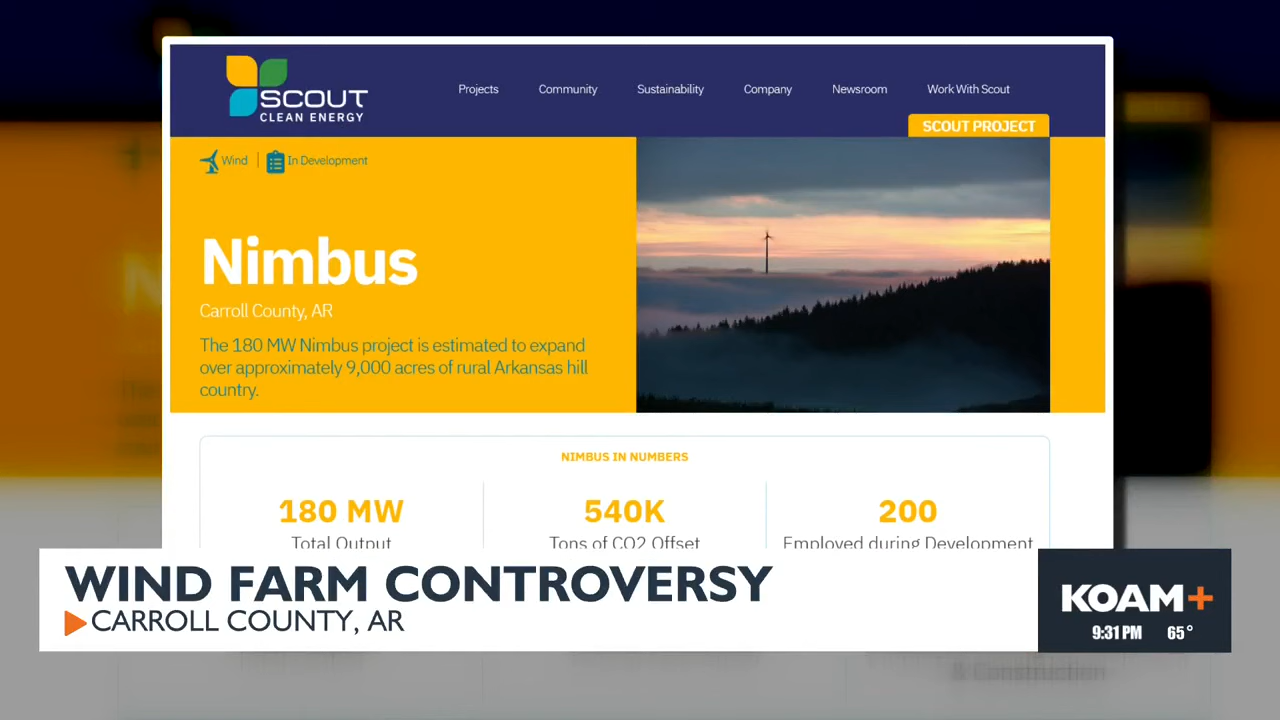 SCOUT
CLEAN ENERGY
Projects Community Sustainability Company Newsroom Work With Scout
SCOUT PROJECT
Wind | In Development
Nimbus
Carroll County, AR
The 180 MW Nimbus project is estimated to expand
over approximately 9,000 acres of rural Arkansas hill
country.
NIMBUS IN NUMBERS
180 MW 540K 200
Total Output Tons of CO2 Offset Employed during Development
WIND FARM CONTROVERSY
CARROLL COUNTY, AR
KOAM+
9:31 PM 65°
& Construction